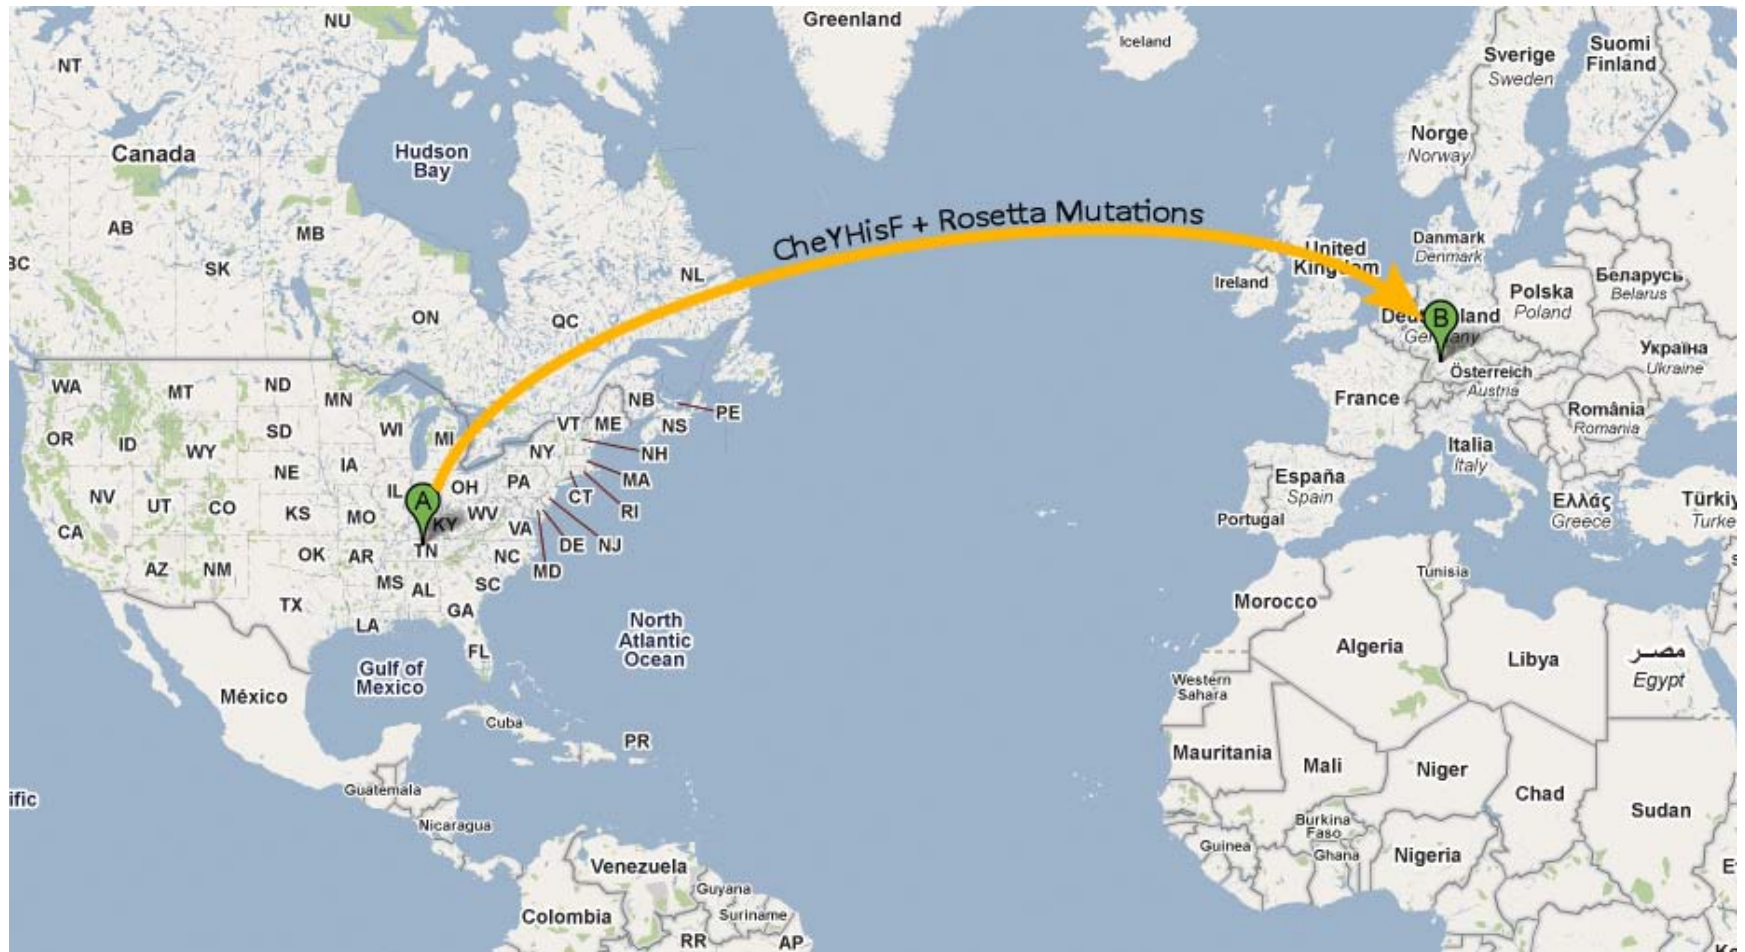 NU
Greenland
Iceland
Sverige
Sweden
Suomi
Finland
NT
Norge
Norway
Canada
Hudson
Bay
AB
MB
SK
BC
CheYHisF + Rosetta Mutations
Danmark
Denmark
United
Kingdom
Ireland
NL
Беларусь
Belarus
Polska
Poland
ON
QC
B
Germany
Україна
Ukraine
Österreich
Austria
France
România
Romania
Italia
Italy
WA
MT
ND
MN
OR
ID
SD
WI
MI
WY
VT
ME
NB
PE
NS
NY
NH
NE
IA
IL
OH
PA
MA
NV
UT
CO
KS
MO
A
KY
WV
CT
RI
CA
VA
DE
NJ
MD
TN
NC
OK
AR
AZ
NM
MS
AL
SC
TX
GA
LA
FL
España
Spain
Portugal
Ελλάς
Greece
Türkiy
Turke
Tunisia
Morocco
North
Atlantic
Ocean
Algeria
Libya
مصر
Egypt
Gulf of
Mexico
México
Western
Sahara
Cuba
PR
Mauritania
Mali
Niger
Chad
Sudan
Guatemala
ific
Nicaragua
Burkina
Faso
Guinea
Ghana
Nigeria
Venezuela
Guyana
Suriname
Colombia
RR
AP